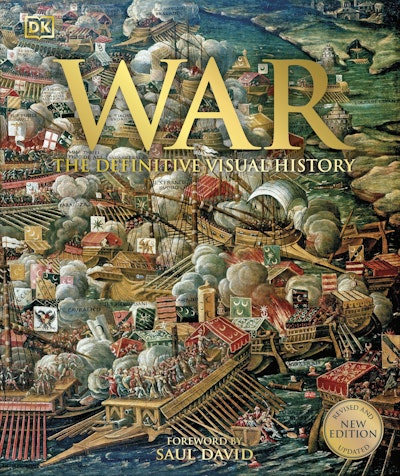 DK
WAR
THE DEFINITIVE VISUAL HISTORY
FOREWORD BY
SAUL DAVID
REVISED AND
NEW
EDITION
UPDATED